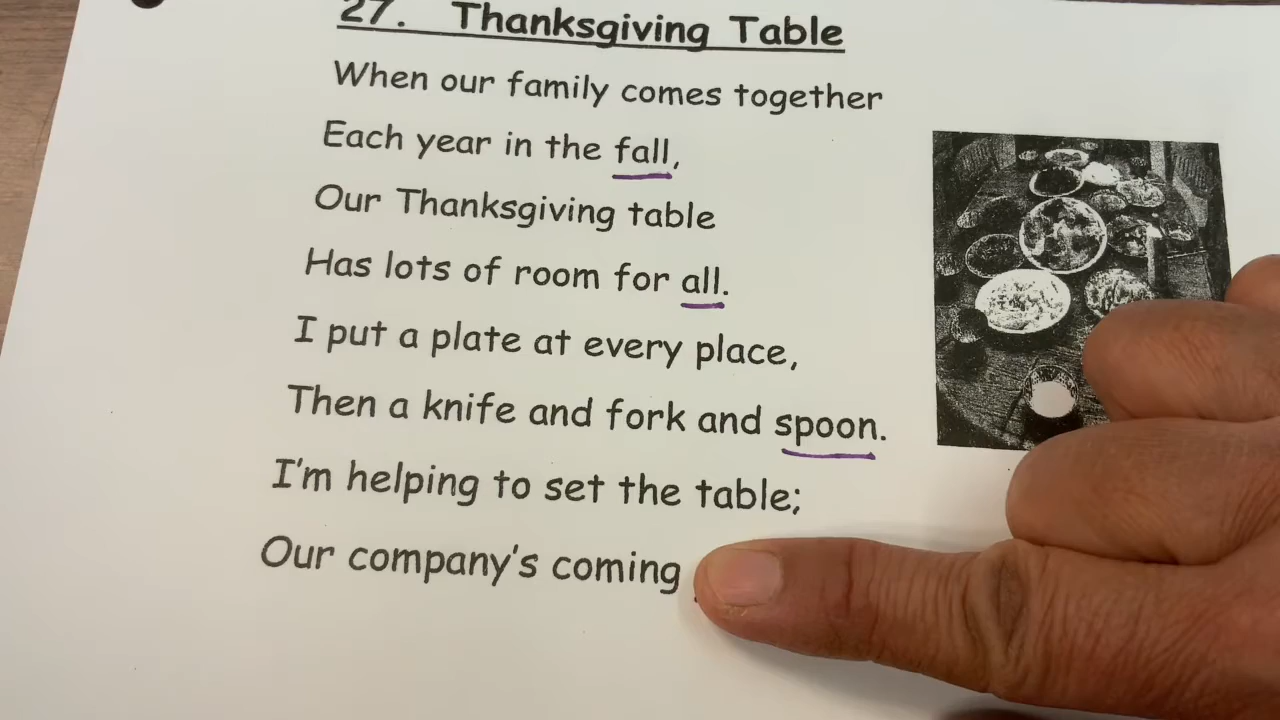 27. Thanksgiving Table
When our family comes together
Each year in the fall,
Our Thanksgiving table
Has lots of room for all.
I put a plate at every place,
Then a knife and fork and spoon.
I'm helping to set the table;
Our company's coming